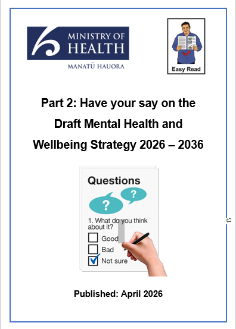 MINISTRY OF
HEALTH
MANATŪ HAUORA
Easy Read
Part 2: Have your say on the
Draft Mental Health and
Wellbeing Strategy 2026 – 2036
Questions
? ?
1. What do you think
about it?
Good
Bad
Not sure
Published: April 2026